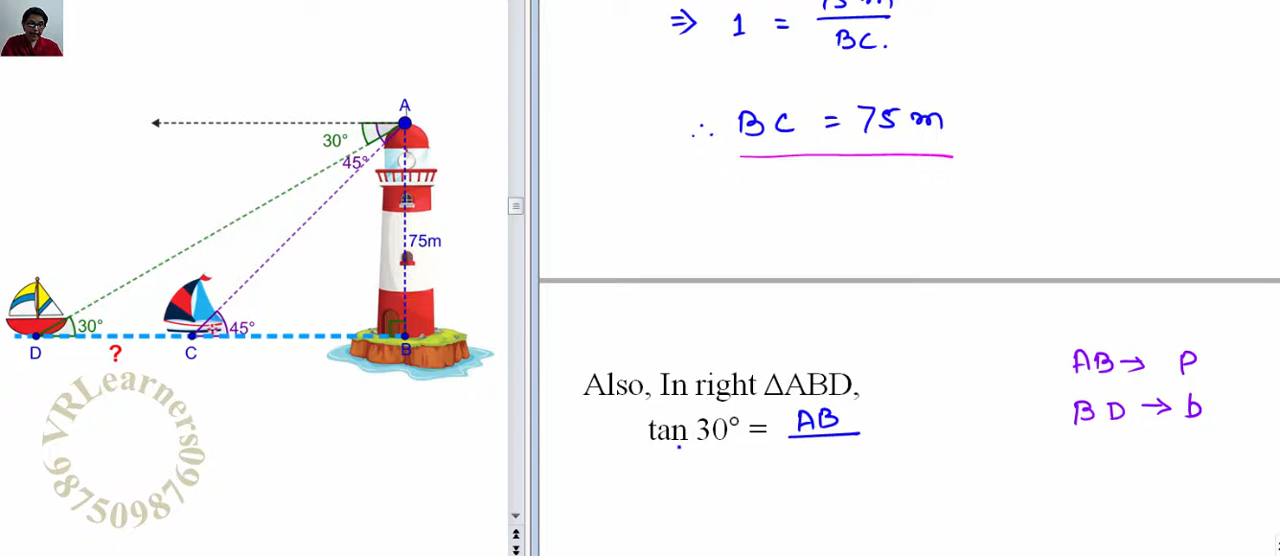 A
30°
45°
75m
30°
45°
D
?
C
B
VRLearners
9875098760
⇒ 1 = 75 m / BC.
∴ BC = 75 m
Also, In right ΔABD,
tan 30° = AB
AB → P
BD → b